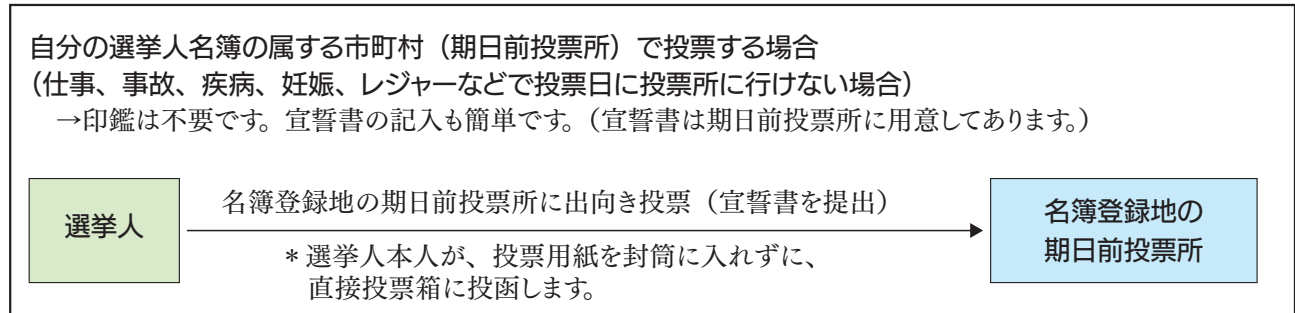 自分の選挙人名簿の属する市町村（期日前投票所）で投票する場合
（仕事、事故、疾病、妊娠、レジャーなどで投票日に投票所に行けない場合）
→印鑑は不要です。宣誓書の記入も簡単です。（宣誓書は期日前投票所に用意してあります。）
選挙人
名簿登録地の期日前投票所に出向き投票（宣誓書を提出）
＊選挙人本人が、投票用紙を封筒に入れずに、
直接投票箱に投函します。
名簿登録地の
期日前投票所